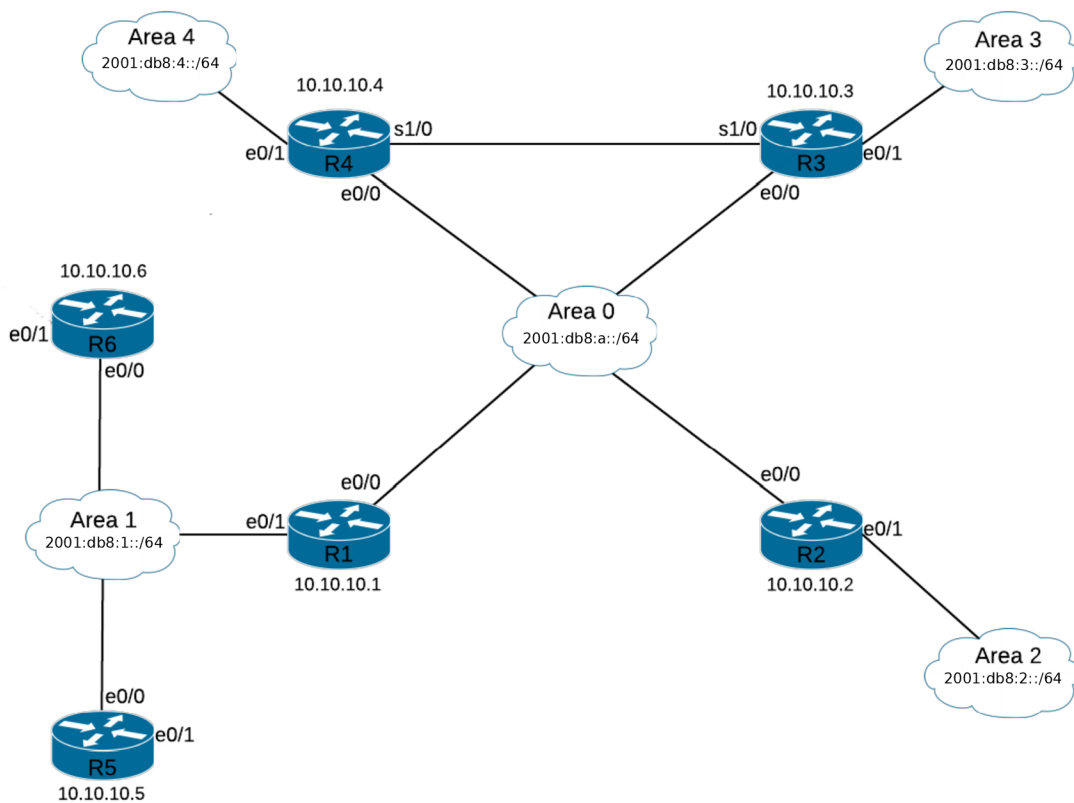 Area 4
2001:db8:4::/64
Area 3
2001:db8:3::/64
10.10.10.4
10.10.10.3
s1/0
s1/0
e0/1
R4
R3
e0/1
e0/0
e0/0
10.10.10.6
Area 0
2001:db8:a::/64
e0/1
R6
e0/0
e0/0
e0/0
Area 1
2001:db8:1::/64
e0/1
R1
e0/1
R2
10.10.10.1
10.10.10.2
Area 2
2001:db8:2::/64
e0/0
e0/1
R5
10.10.10.5